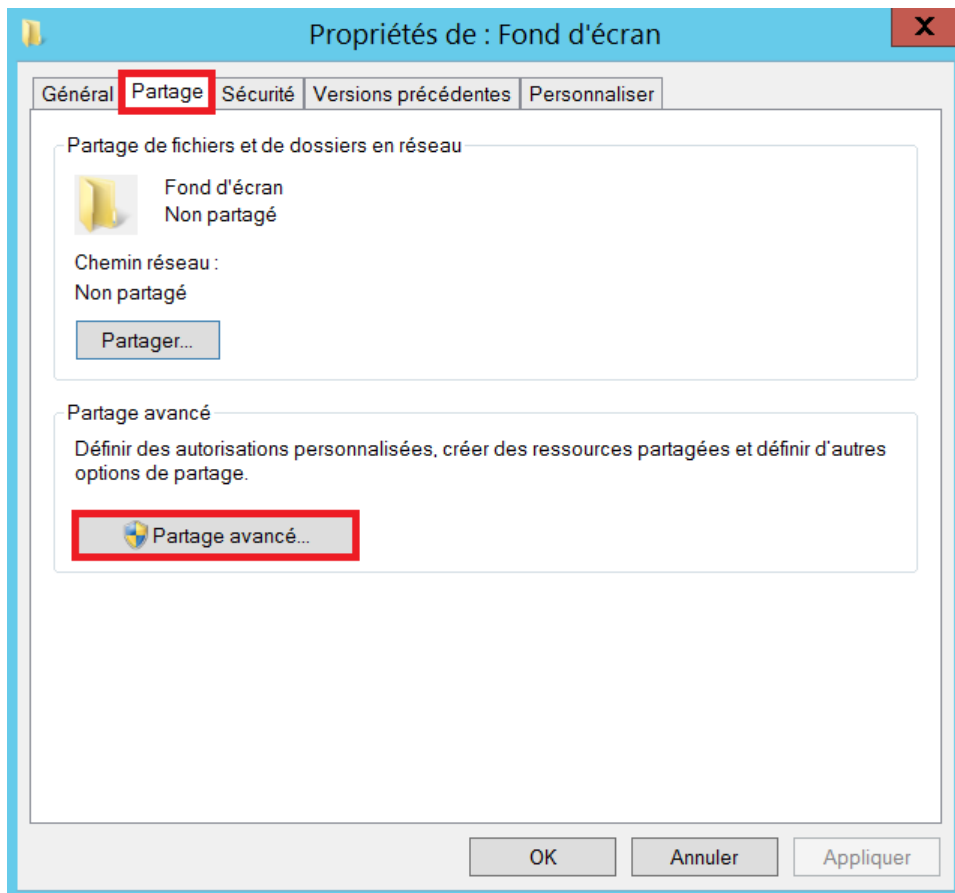 Propriétés de : Fond d'écran
X
Général Partage Sécurité Versions précédentes Personnaliser
Partage de fichiers et de dossiers en réseau
Fond d'écran
Non partagé
Chemin réseau :
Non partagé
Partager...
Partage avancé
Définir des autorisations personnalisées, créer des ressources partagées et définir d'autres
options de partage.
Partage avancé...
OK Annuler Appliquer